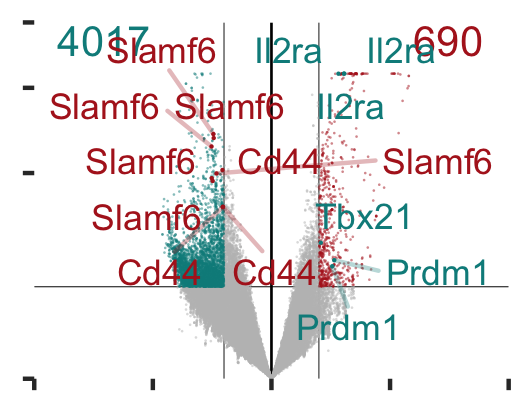 4017 Slamf6 Il2ra Il2ra 690
Slamf6 Slamf6 Il2ra
Slamf6 Cd44 Slamf6
Slamf6 Tbx21
Cd44 Cd44 Prdm1
Prdm1